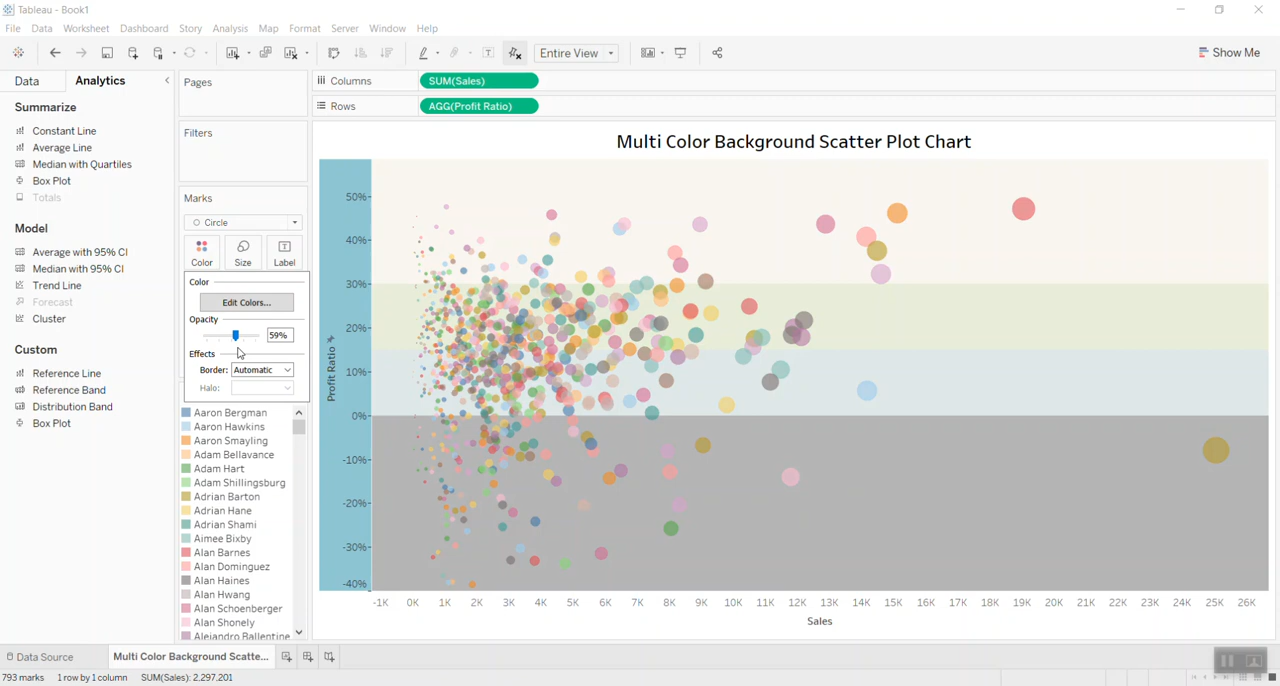 Tableau - Book1
File Data Worksheet Dashboard Story Analysis Map Format Server Window Help
Entire View
Show Me
Data Analytics
Summarize
Constant Line
Average Line
Median with Quartiles
Box Plot
Totals
Model
Average with 95% CI
Median with 95% CI
Trend Line
Forecast
Cluster
Custom
Reference Line
Reference Band
Distribution Band
Box Plot
Pages
Filters
Marks
Circle
Color Size Label
Color
Edit Colors...
Opacity
59%
Effects
Border: Automatic
Halo:
Aaron Bergman
Aaron Hawkins
Aaron Smayling
Adam Bellavance
Adam Hart
Adam Shillingsburg
Adrian Barton
Adrian Hane
Adrian Shami
Aimee Bixby
Alan Barnes
Alan Dominguez
Alan Haines
Alan Hwang
Alan Schoenberger
Alan Shonely
Alejandro Ballentine
Columns SUM(Sales)
Rows AGG(Profit Ratio)
Multi Color Background Scatter Plot Chart
Profit Ratio
50%
40%
30%
20%
10%
0%
-10%
-20%
-30%
-40%
-1K 0K 1K 2K 3K 4K 5K 6K 7K 8K 9K 10K 11K 12K 13K 14K 15K 16K 17K 18K 19K 20K 21K 22K 23K 24K 25K 26K
Sales
Data Source Multi Color Background Scatte...
793 marks 1 row by 1 column SUM(Sales): 2,297,201